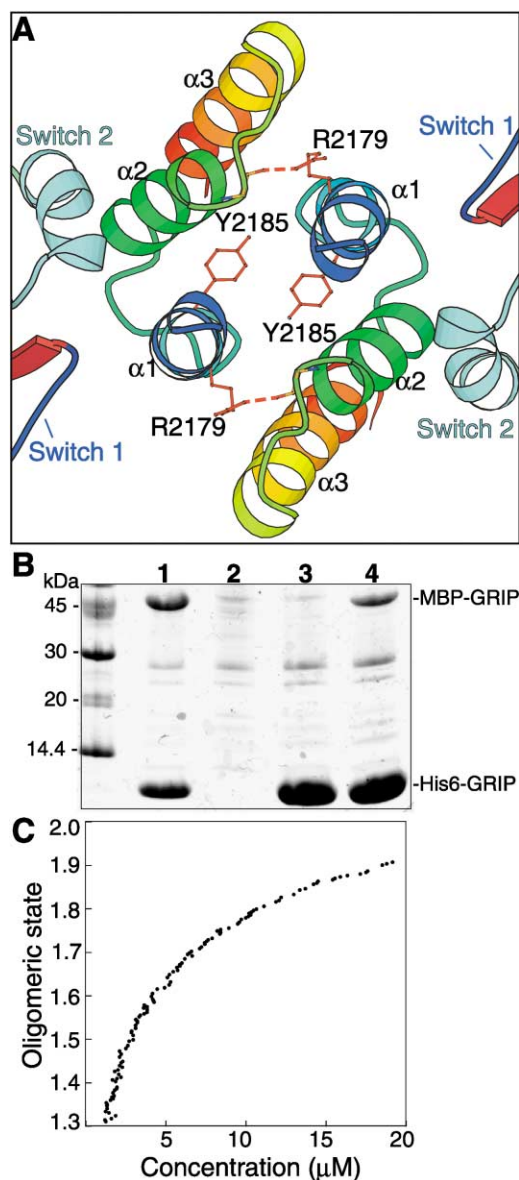 A
α3
R2179
Switch 2
Switch 1
α2
α1
Y2185
Y2185
α1
α2
R2179
Switch 2
Switch 1
α3
B
kDa 1 2 3 4
45 - -MBP-GRIP
30 -
20 -
14.4 -
-His6-GRIP
C
2.0
1.9
1.8
1.7
1.6
1.5
1.4
1.3
Oligomeric state
5 10 15 20
Concentration (μM)